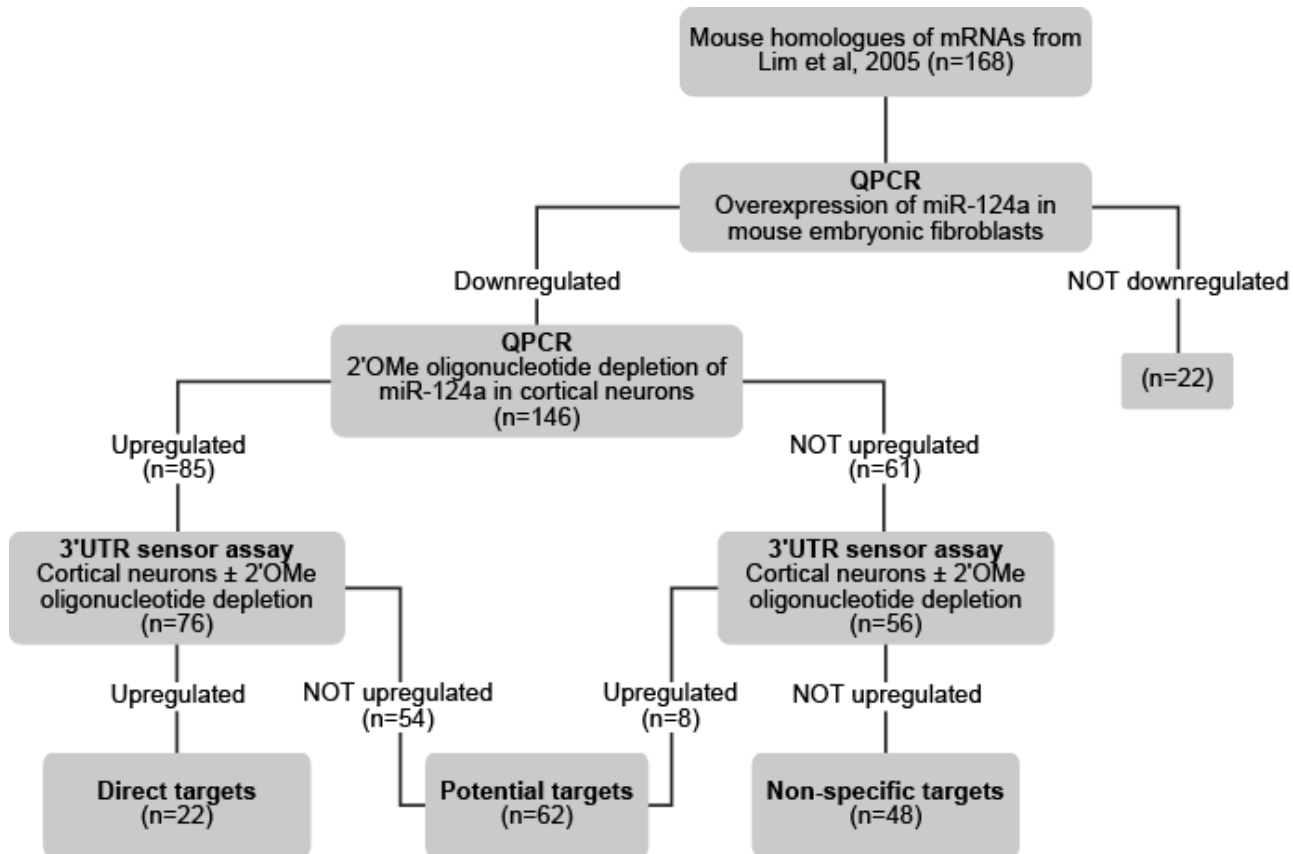 Mouse homologues of mRNAs from
Lim et al, 2005 (n=168)
QPCR
Overexpression of miR-124a in
mouse embryonic fibroblasts
Downregulated
NOT downregulated
QPCR
2'OMe oligonucleotide depletion of
miR-124a in cortical neurons
(n=146)
(n=22)
Upregulated
(n=85)
NOT upregulated
(n=61)
3'UTR sensor assay
Cortical neurons ± 2'OMe
oligonucleotide depletion
(n=76)
3'UTR sensor assay
Cortical neurons ± 2'OMe
oligonucleotide depletion
(n=56)
Upregulated
NOT upregulated
(n=54)
Upregulated
(n=8)
NOT upregulated
Direct targets
(n=22)
Potential targets
(n=62)
Non-specific targets
(n=48)